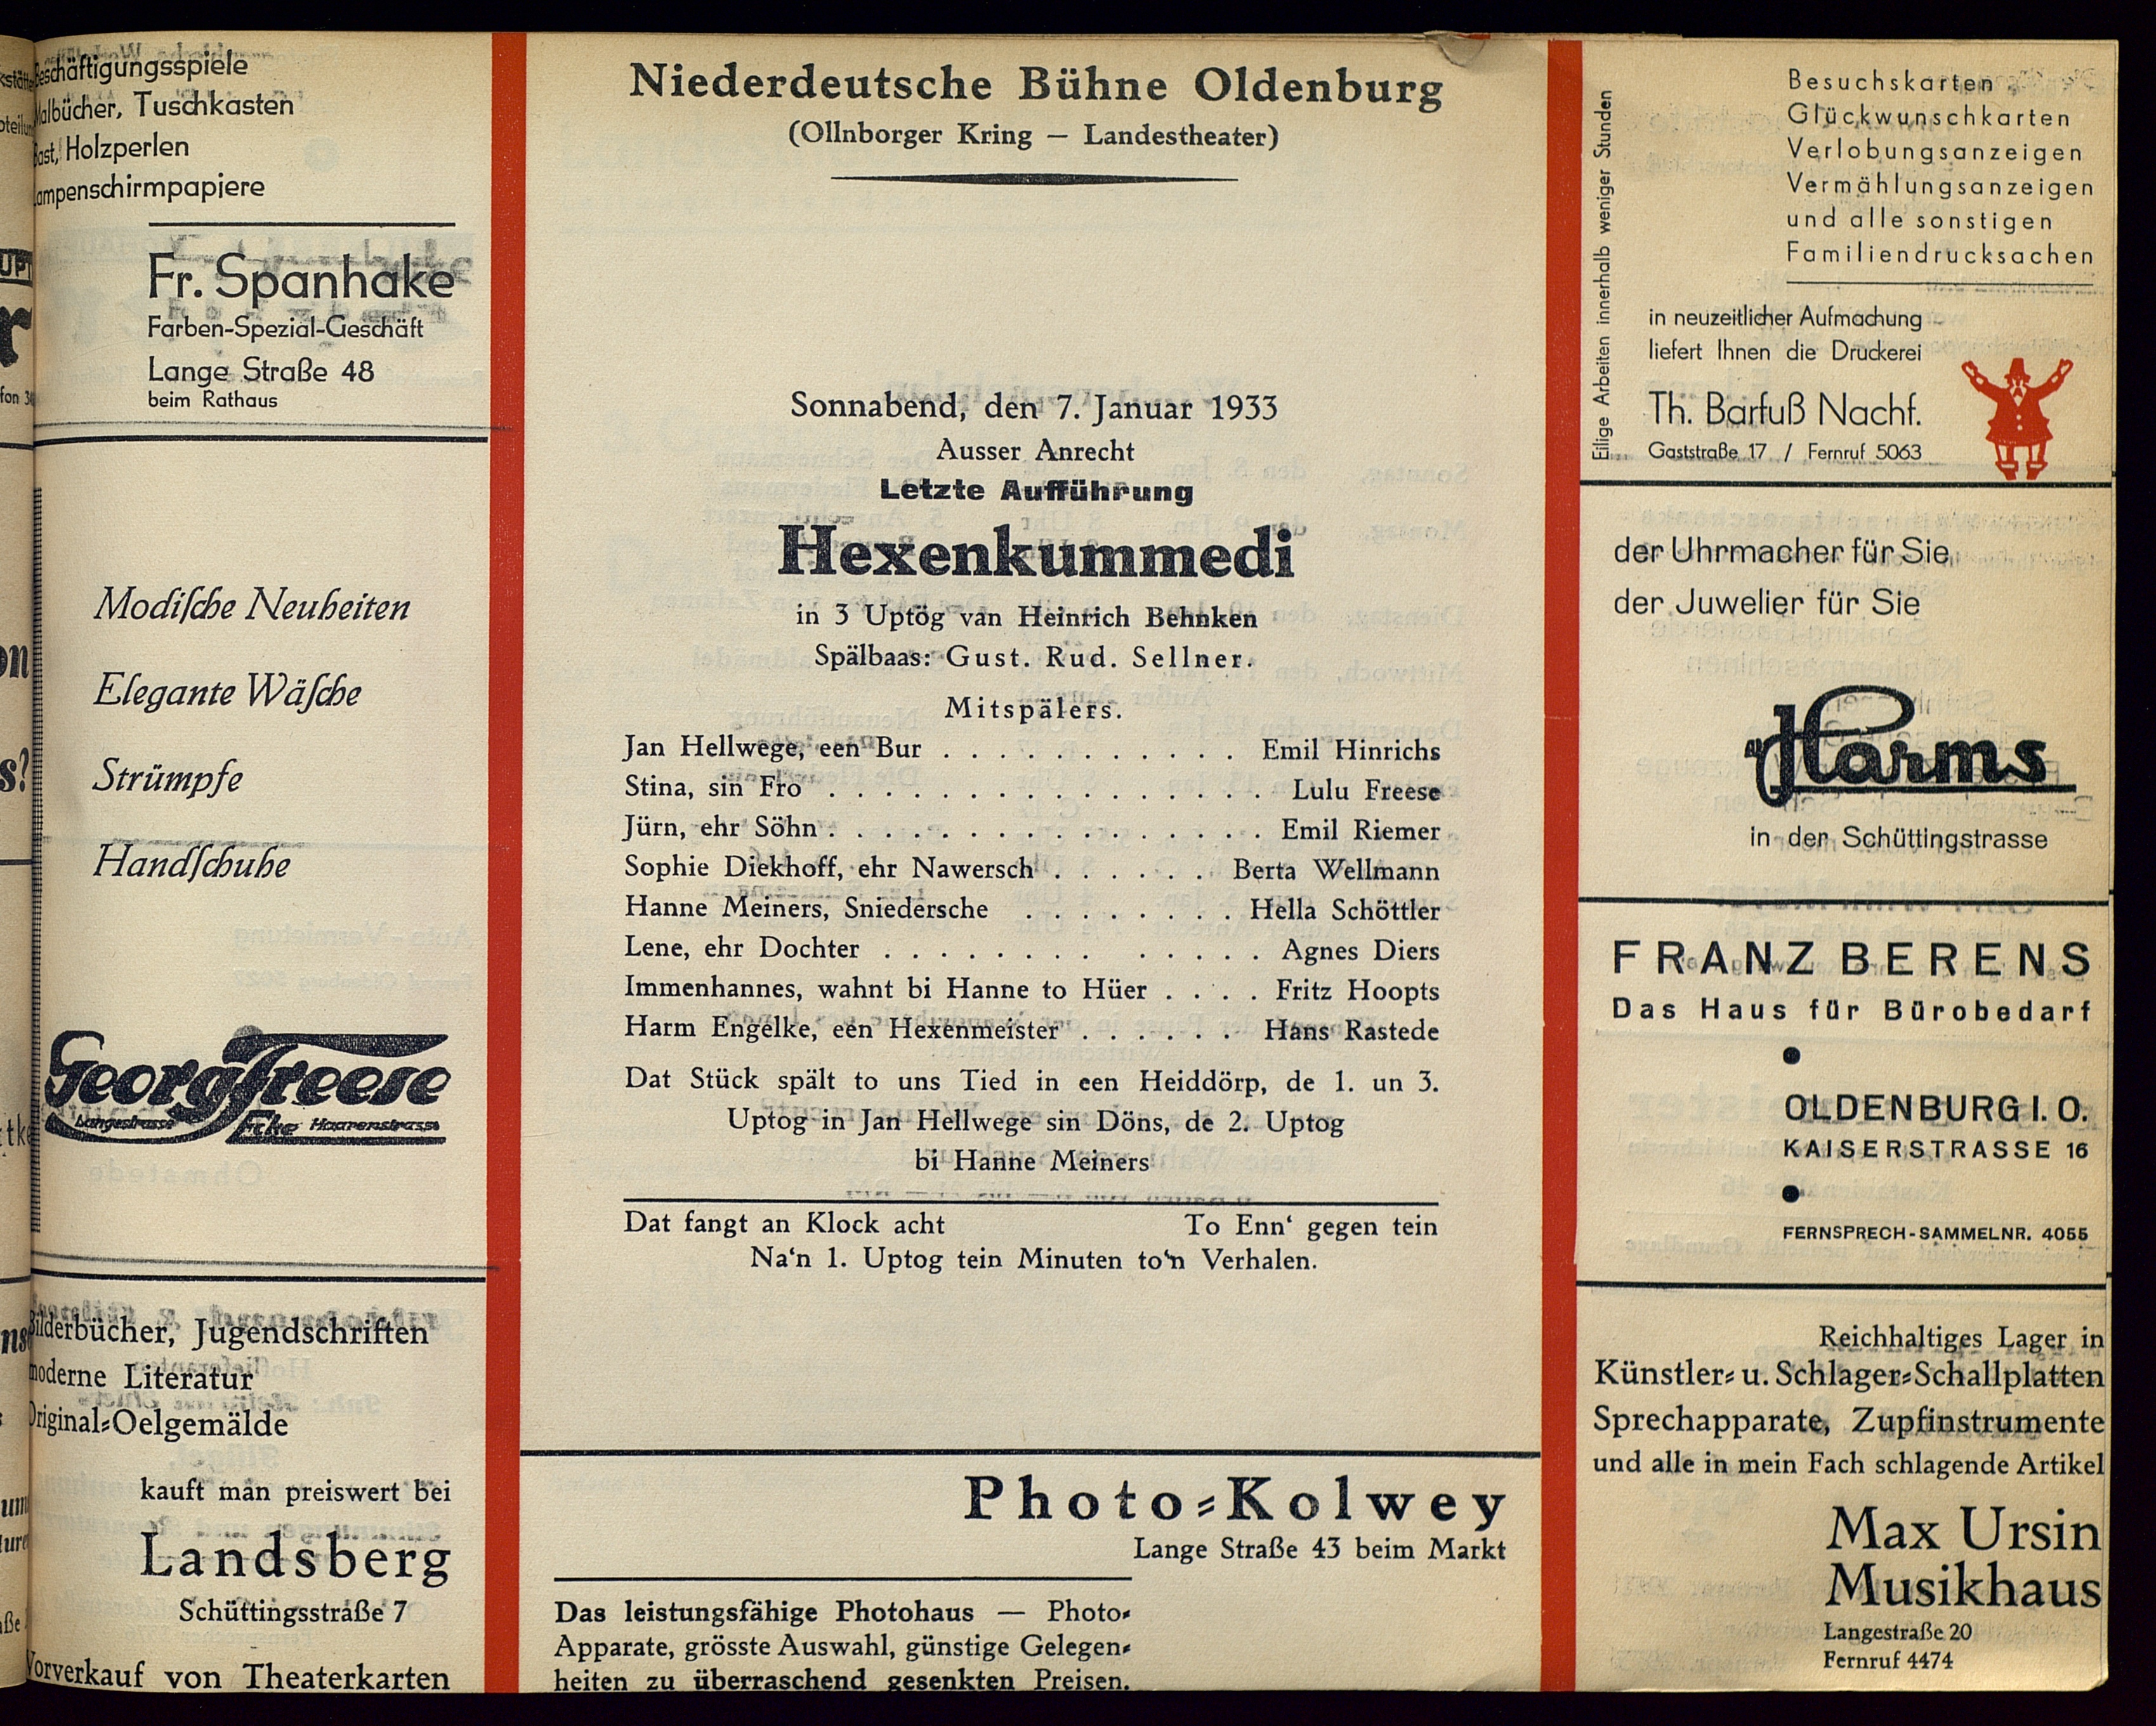 Beschäftigungsspiele
Malbücher, Tuschkasten
Bast, Holzperlen
Lampenschirmpapiere
Fr. Spanhake
Farben-Spezial-Geschäft
Lange Straße 48
beim Rathaus
Modische Neuheiten
Elegante Wäsche
Strümpfe
Handschuhe
Georg Freese
Langestrasse Ecke Haarenstrasse
Bilderbücher, Jugendschriften
moderne Literatur
Original-Oelgemälde
kauft man preiswert bei
Landsberg
Schüttingsstraße 7
Vorverkauf von Theaterkarten
Niederdeutsche Bühne Oldenburg
(Ollnborger Kring — Landestheater)
Sonnabend, den 7. Januar 1933
Ausser Anrecht
Letzte Aufführung
Hexenkummedi
in 3 Uptög van Heinrich Behnken
Spälbaas: Gust. Rud. Sellner.
Mitspälers.
Jan Hellwege, een Bur . . . . . . . . . . . Emil Hinrichs
Stina, sin Fro . . . . . . . . . . . . . . . . Lulu Freese
Jürn, ehr Söhn . . . . . . . . . . . . . . . . Emil Riemer
Sophie Diekhoff, ehr Nawersch . . . . . . Berta Wellmann
Hanne Meiners, Sniedersche . . . . . . . . Hella Schöttler
Lene, ehr Dochter . . . . . . . . . . . . . Agnes Diers
Immenhannes, wahnt bi Hanne to Hüer . . . . Fritz Hoopts
Harm Engelke, een Hexenmeister . . . . . . Hans Rastede
Dat Stück spält to uns Tied in een Heiddörp, de 1. un 3.
Uptog in Jan Hellwege sin Döns, de 2. Uptog
bi Hanne Meiners
Dat fangt an Klock acht To Enn' gegen tein
Na'n 1. Uptog tein Minuten to'n Verhalen.
Photo-Kolwey
Lange Straße 43 beim Markt
Das leistungsfähige Photohaus — Photo-
Apparate, grösste Auswahl, günstige Gelegen-
heiten zu überraschend gesenkten Preisen.
Eilige Arbeiten innerhalb weniger Stunden
Besuchskarten
Glückwunschkarten
Verlobungsanzeigen
Vermählungsanzeigen
und alle sonstigen
Familiendrucksachen
in neuzeitlicher Aufmachung
liefert Ihnen die Druckerei
Th. Barfuß Nachf.
Gaststraße 17 / Fernruf 5063
der Uhrmacher für Sie
der Juwelier für Sie
Harms
in der Schüttingstrasse
FRANZ BERENS
Das Haus für Bürobedarf
OLDENBURG I. O.
KAISERSTRASSE 16
FERNSPRECH-SAMMELNR. 4055
Reichhaltiges Lager in
Künstler- u. Schlager-Schallplatten
Sprechapparate, Zupfinstrumente
und alle in mein Fach schlagende Artikel
Max Ursin
Musikhaus
Langestraße 20
Fernruf 4474